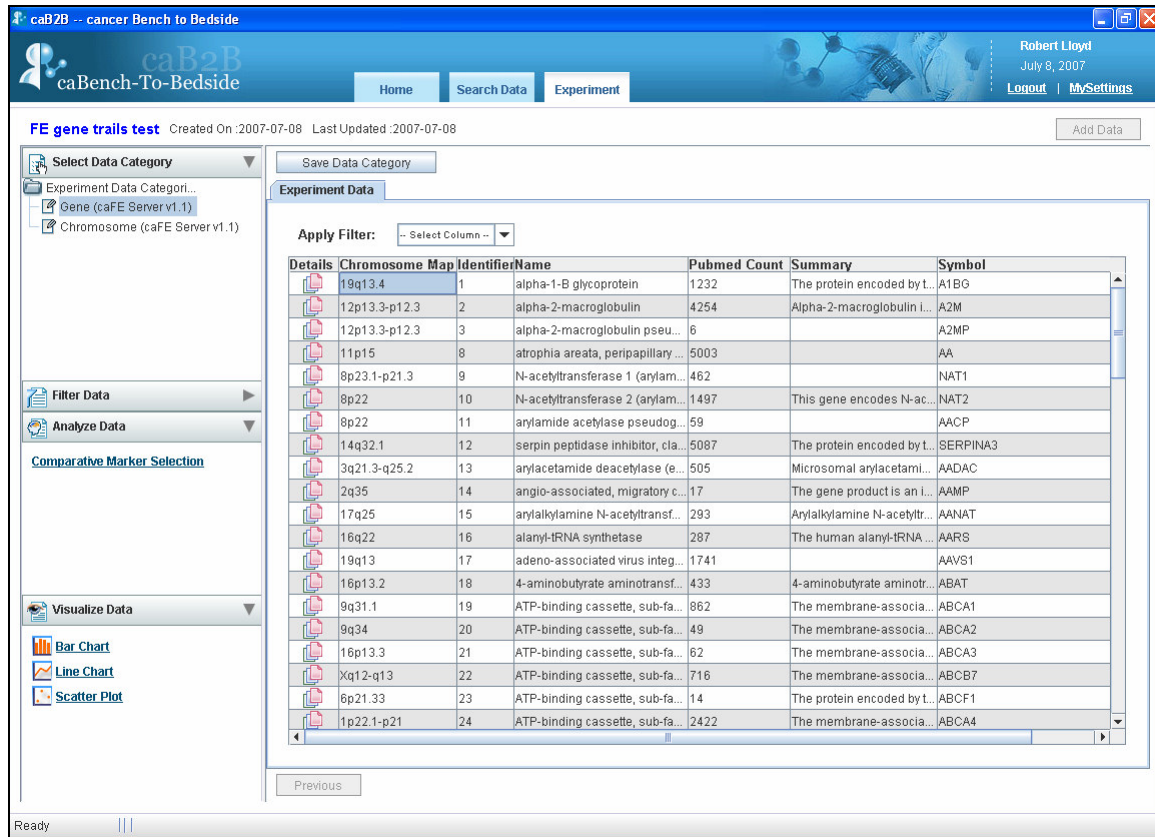 caB2B -- cancer Bench to Bedside
caB2B
caBench-To-Bedside
Home Search Data Experiment
Robert Lloyd
July 8, 2007
Logout | MySettings
FE gene trails test Created On :2007-07-08 Last Updated :2007-07-08
Add Data
Select Data Category
Experiment Data Categori...
Gene (caFE Server v1.1)
Chromosome (caFE Server v1.1)
Filter Data
Analyze Data
Comparative Marker Selection
Visualize Data
Bar Chart
Line Chart
Scatter Plot
Save Data Category
Experiment Data
Apply Filter: -- Select Column --
Details Chromosome Map Identifier Name Pubmed Count Summary Symbol
19q13.4 1 alpha-1-B glycoprotein 1232 The protein encoded by t... A1BG
12p13.3-p12.3 2 alpha-2-macroglobulin 4254 Alpha-2-macroglobulin i... A2M
12p13.3-p12.3 3 alpha-2-macroglobulin pseu... 6 A2MP
11p15 8 atrophia areata, peripapillary ... 5003 AA
8p23.1-p21.3 9 N-acetyltransferase 1 (arylam... 462 NAT1
8p22 10 N-acetyltransferase 2 (arylam... 1497 This gene encodes N-ac... NAT2
8p22 11 arylamide acetylase pseudog... 59 AACP
14q32.1 12 serpin peptidase inhibitor, cla... 5087 The protein encoded by t... SERPINA3
3q21.3-q25.2 13 arylacetamide deacetylase (e... 505 Microsomal arylacetami... AADAC
2q35 14 angio-associated, migratory c... 17 The gene product is an i... AAMP
17q25 15 arylalkylamine N-acetyltransf... 293 Arylalkylamine N-acetyltr... AANAT
16q22 16 alanyl-tRNA synthetase 287 The human alanyl-tRNA ... AARS
19q13 17 adeno-associated virus integ... 1741 AAVS1
16p13.2 18 4-aminobutyrate aminotransf... 433 4-aminobutyrate aminotr... ABAT
9q31.1 19 ATP-binding cassette, sub-fa... 862 The membrane-associa... ABCA1
9q34 20 ATP-binding cassette, sub-fa... 49 The membrane-associa... ABCA2
16p13.3 21 ATP-binding cassette, sub-fa... 62 The membrane-associa... ABCA3
Xq12-q13 22 ATP-binding cassette, sub-fa... 716 The membrane-associa... ABCB7
6p21.33 23 ATP-binding cassette, sub-fa... 14 The protein encoded by t... ABCF1
1p22.1-p21 24 ATP-binding cassette, sub-fa... 2422 The membrane-associa... ABCA4
Previous
Ready